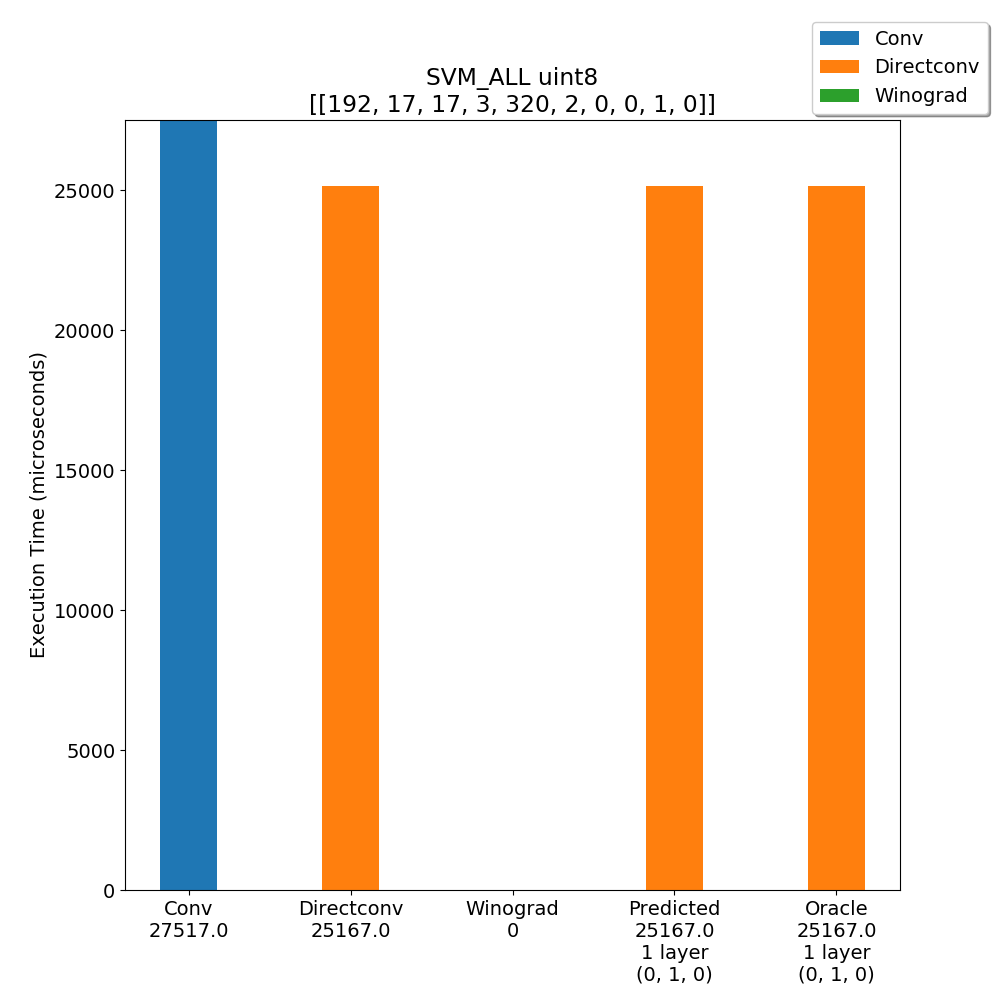 Conv
Directconv
Winograd
SVM_ALL uint8
[[192, 17, 17, 3, 320, 2, 0, 0, 1, 0]]
Execution Time (microseconds)
25000
20000
15000
10000
5000
0
Conv
27517.0
Directconv
25167.0
Winograd
0
Predicted
25167.0
1 layer
(0, 1, 0)
Oracle
25167.0
1 layer
(0, 1, 0)